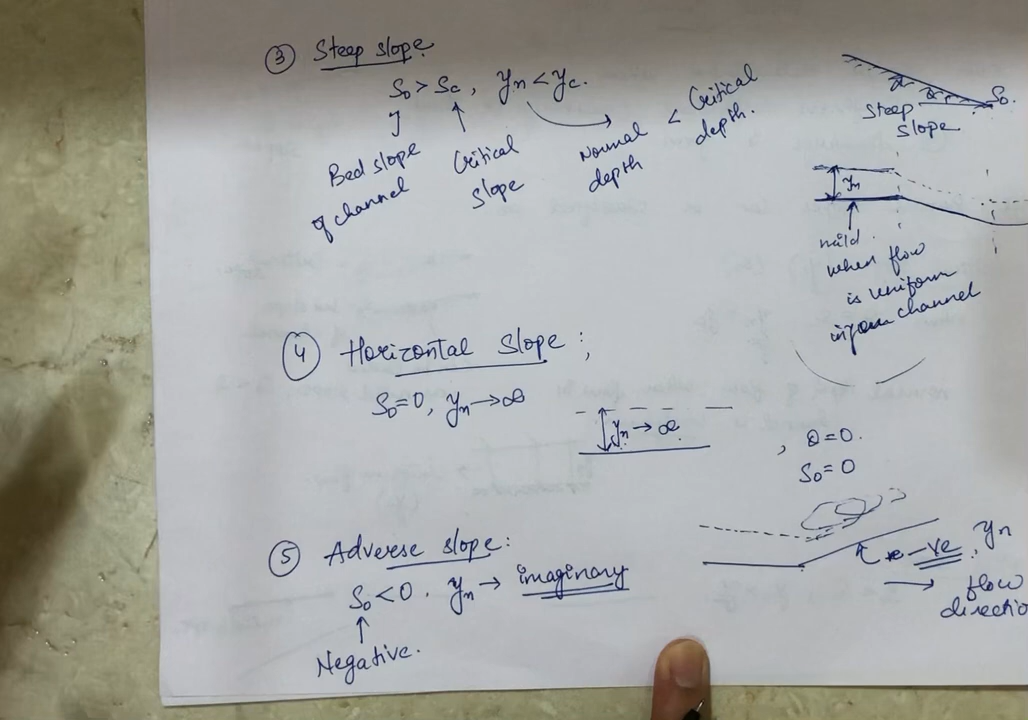 ③ Steep slope
S₀ > Sc, yn < yc.
Bed slope of channel
Critical slope
Normal depth < Critical depth.
S₀.
Steep slope
yn
mild.
when flow
is uniform
channel
④ Horizontal slope:
S₀=0, yn→∞
yn→∞
, θ=0.
S₀=0
⑤ Adverse slope:
S₀<0. yn→ imaginary
Negative.
-ve, yn
→ flow
directio